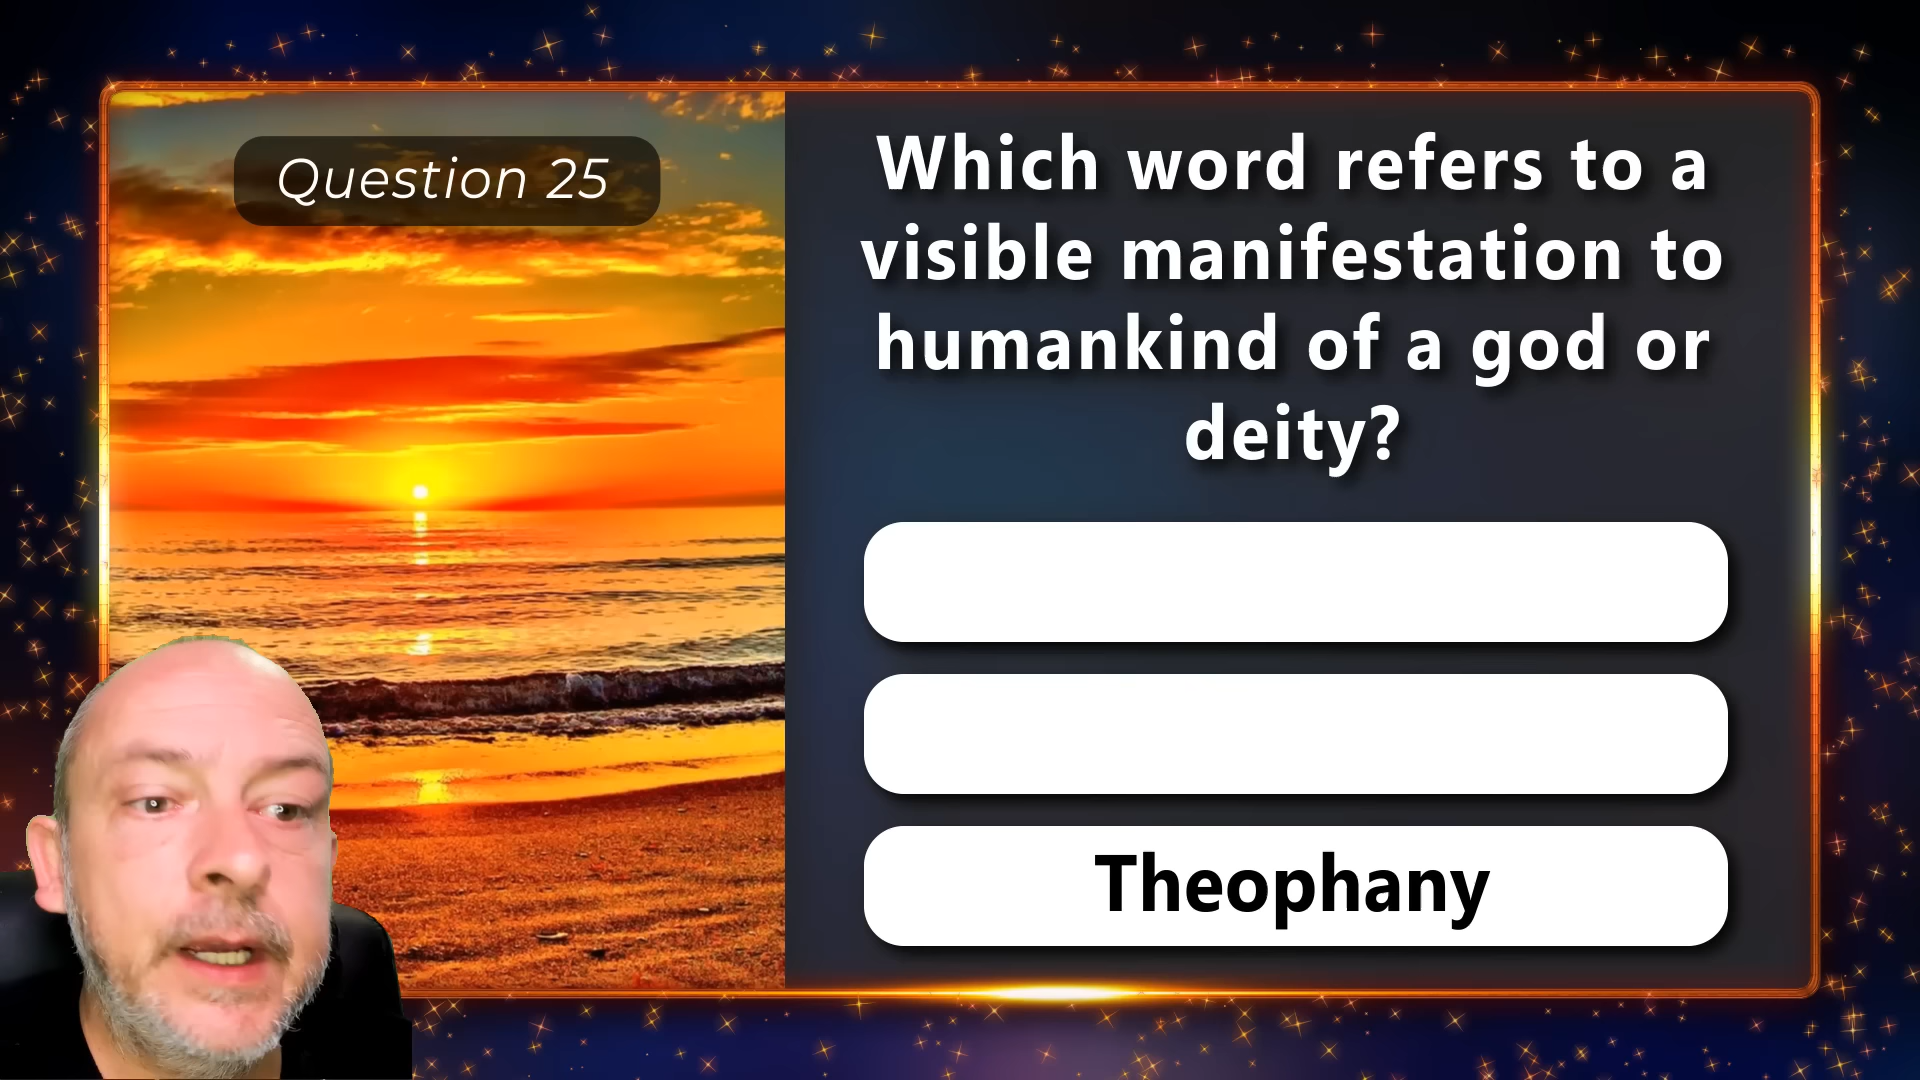 Question 25
Which word refers to a
visible manifestation to
humankind of a god or
deity?
Theophany